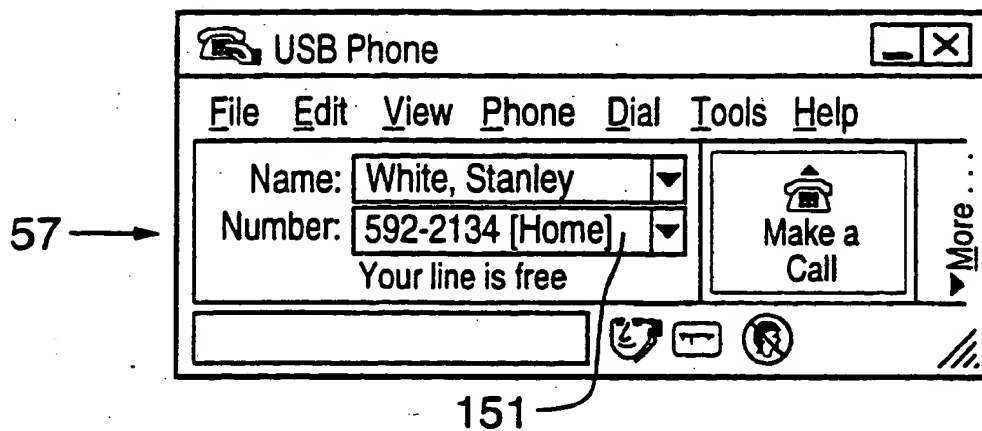 USB Phone
File Edit View Phone Dial Tools Help
Name: White, Stanley
Number: 592-2134 [Home]
Your line is free
Make a
Call
More...
57
151